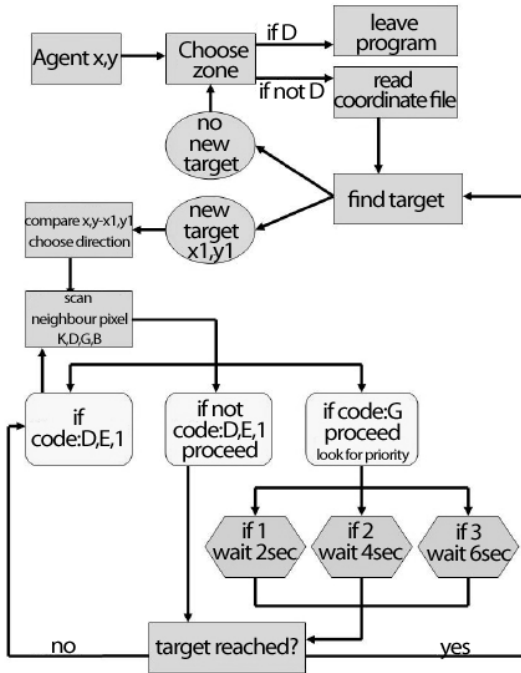 Agent x,y
Choose
zone
if D
leave
program
if not D
read
coordinate file
no
new
target
find target
new
target
x1,y1
compare x,y-x1,y1
choose direction
scan
neighbour pixel
K,D,G,B
if
code:D,E,1
if not
code:D,E,1
proceed
if code:G
proceed
look for priority
if 1
wait 2sec
if 2
wait 4sec
if 3
wait 6sec
no
target reached?
yes